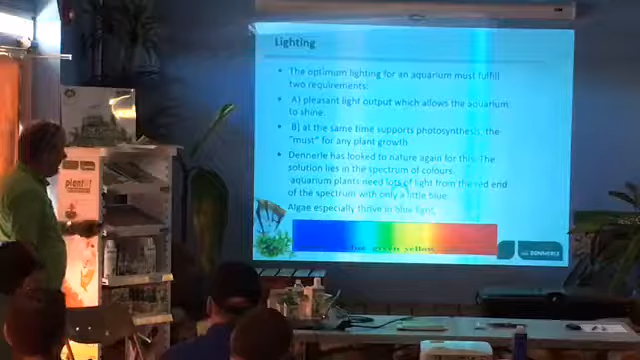 Lighting
• The optimum lighting for an aquarium must fulfill
two requirements:
• A) pleasant light output which allows the aquarium
to shine.
• B) at the same time supports photosynthesis, the
"must" for any plant growth
• Dennerle has looked to nature again for this. The
solution lies in the spectrum of colours.
aquarium plants need lots of light from the red end
of the spectrum with only a little blue.
Algae especially thrive in blue light.
green yellow
DENNERLE
plantit